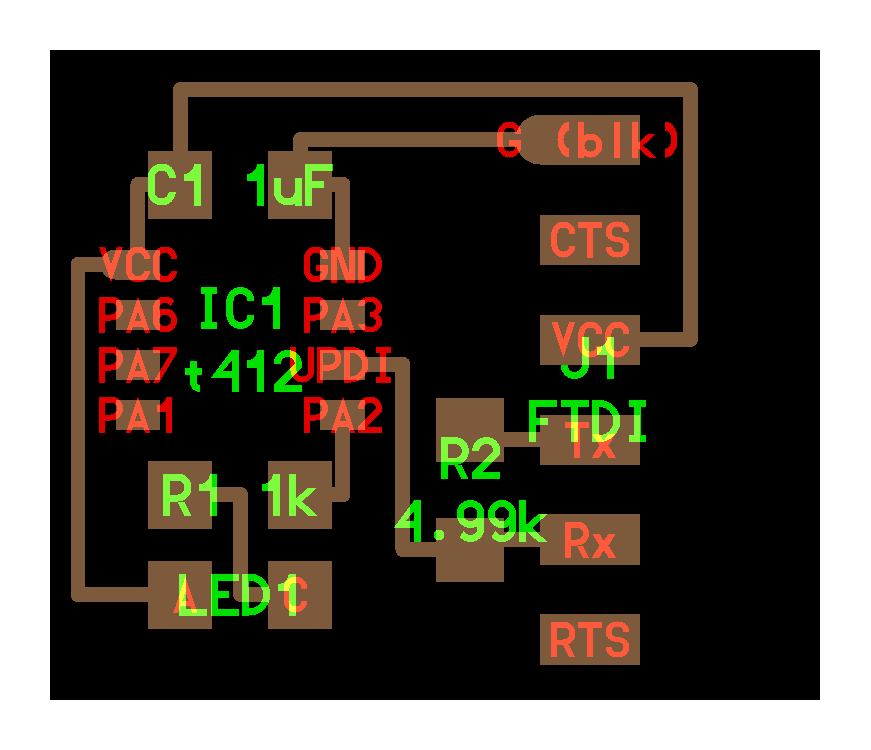 G (blk)
C1 1uF
CTS
VCC GND
PA6 IC1 PA3
VCC
J1
PA7 t412 UPDI
PA1 PA2
FTDI
Tx
R2
R1 1k
4.99k
Rx
A LED1 C
RTS